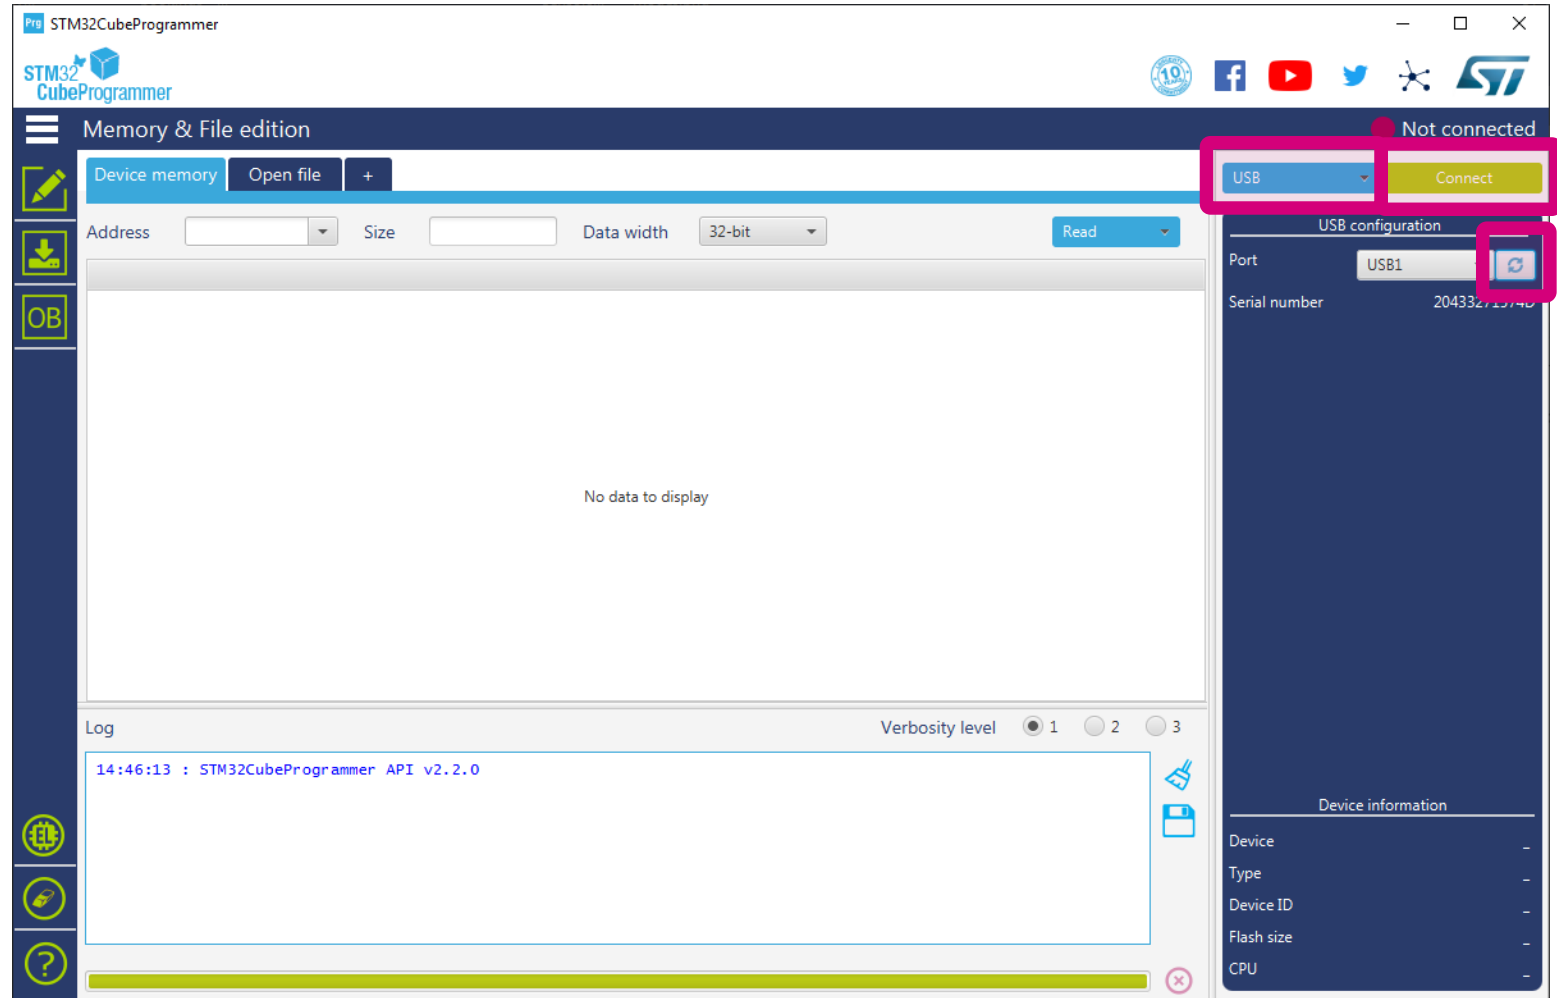 Prg STM32CubeProgrammer
STM32
CubeProgrammer
10
Memory & File edition
Not connected
Device memory
Open file
+
USB
Connect
Address
Size
Data width
32-bit
Read
USB configuration
Port
USB1
Serial number
OB
No data to display
Log
Verbosity level
1
2
3
14:46:13 : STM32CubeProgrammer API v2.2.0
Device information
Device
-
Type
-
Device ID
-
Flash size
-
CPU
-